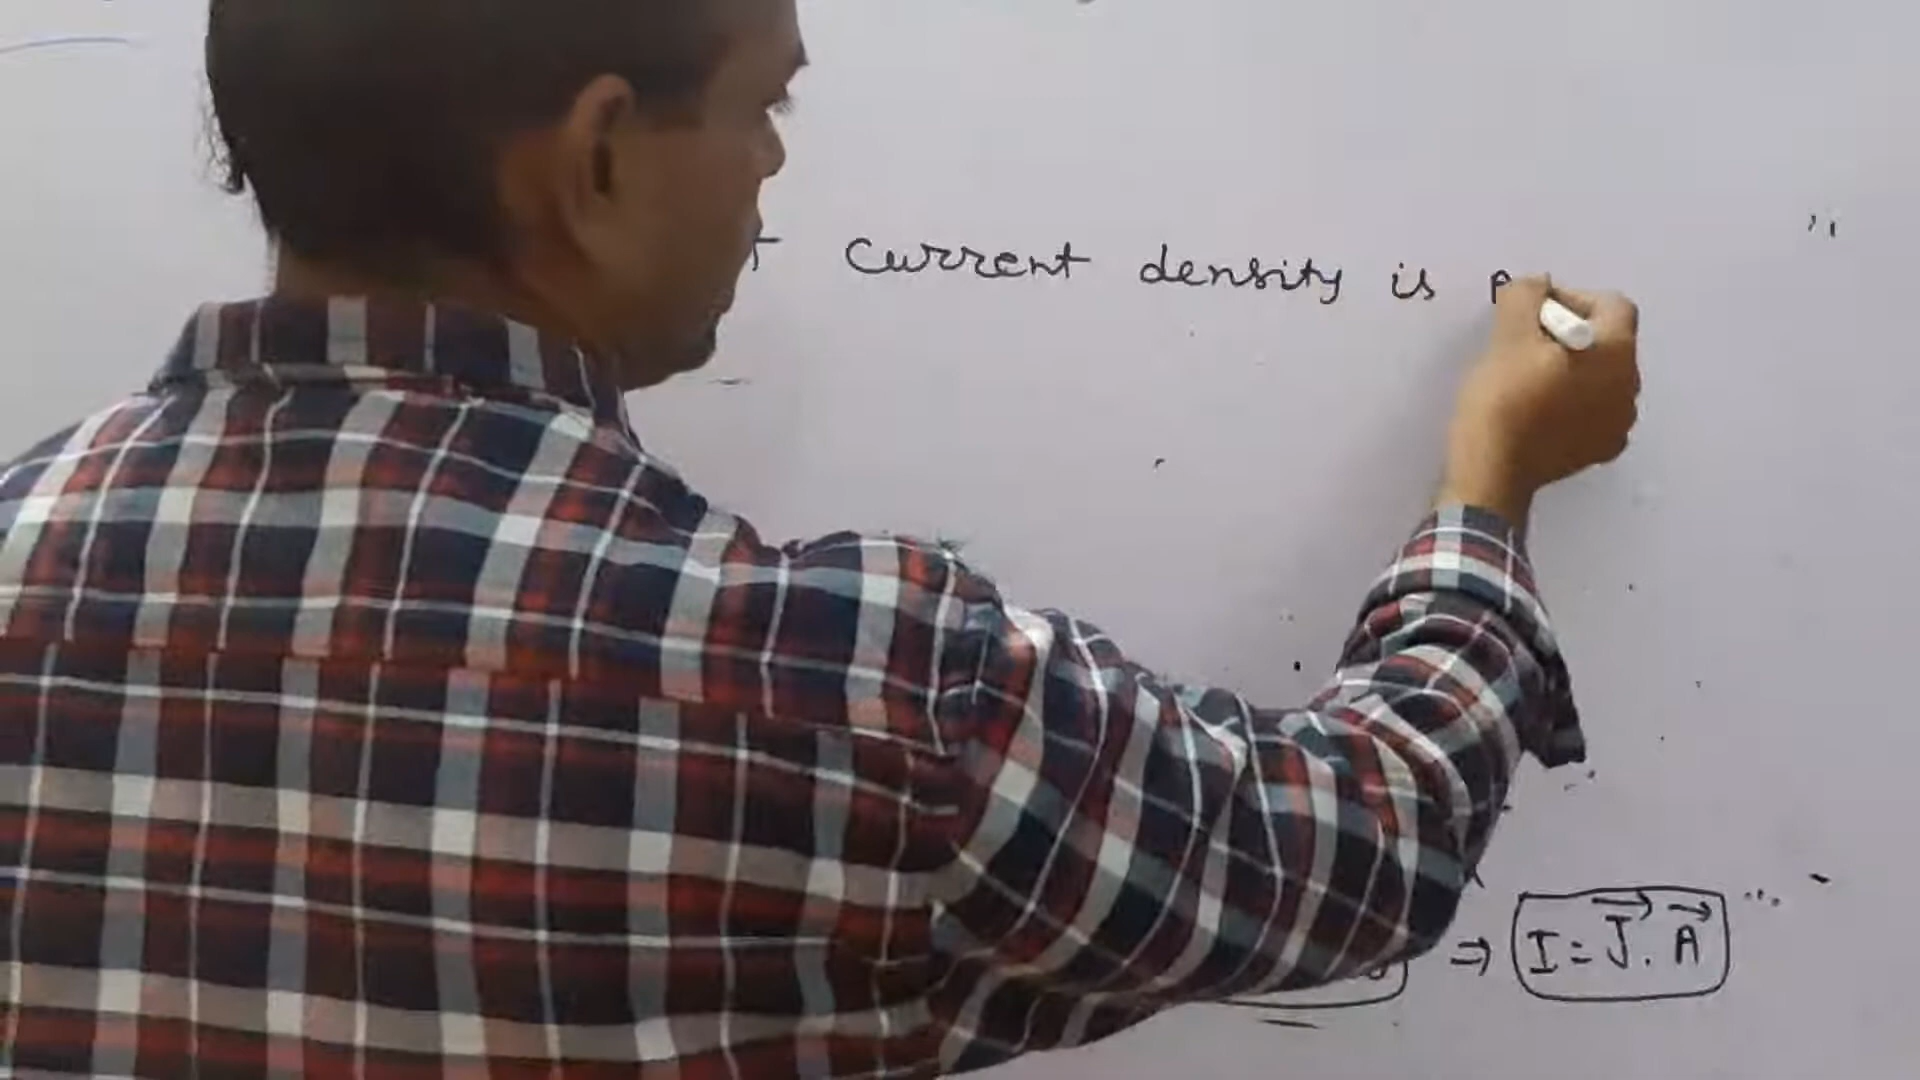 current density is
⇒ I = J⃗ . A⃗